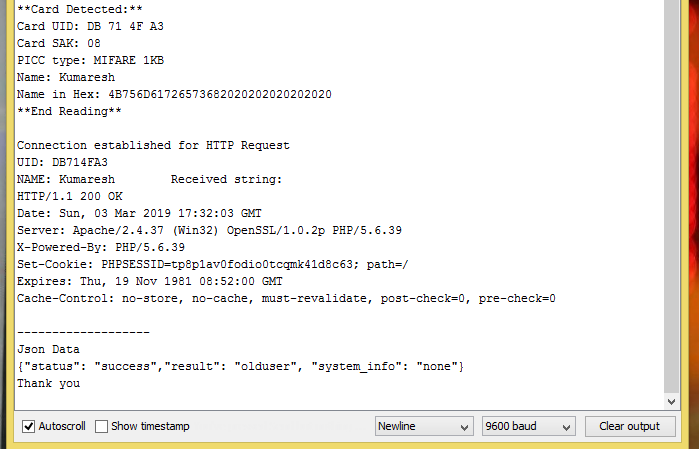 **Card Detected:**
Card UID: DB 71 4F A3
Card SAK: 08
PICC type: MIFARE 1KB
Name: Kumaresh
Name in Hex: 4B756D61726573682020202020202020
**End Reading**
Connection established for HTTP Request
UID: DB714FA3
NAME: Kumaresh Received string:
HTTP/1.1 200 OK
Date: Sun, 03 Mar 2019 17:32:03 GMT
Server: Apache/2.4.37 (Win32) OpenSSL/1.0.2p PHP/5.6.39
X-Powered-By: PHP/5.6.39
Set-Cookie: PHPSESSID=tp8p1av0fodio0tcqmk41d8c63; path=/
Expires: Thu, 19 Nov 1981 08:52:00 GMT
Cache-Control: no-store, no-cache, must-revalidate, post-check=0, pre-check=0
-------------------
Json Data
{"status": "success","result": "olduser", "system_info": "none"}
Thank you
Autoscroll Show timestamp Newline 9600 baud Clear output